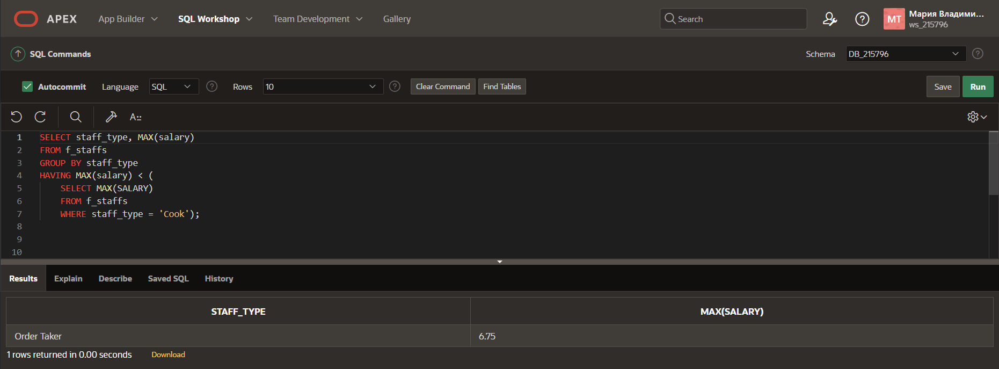 APEX App Builder SQL Workshop Team Development Gallery Search MT Мария Владими...
ws_215796
SQL Commands Schema DB_215796
Autocommit Language SQL Rows 10 Clear Command Find Tables Save Run
A
1 SELECT staff_type, MAX(salary)
2 FROM f_staffs
3 GROUP BY staff_type
4 HAVING MAX(salary) < (
5 SELECT MAX(SALARY)
6 FROM f_staffs
7 WHERE staff_type = 'Cook');
8
9
10
Results Explain Describe Saved SQL History
STAFF_TYPE MAX(SALARY)
Order Taker 6.75
1 rows returned in 0.00 seconds Download